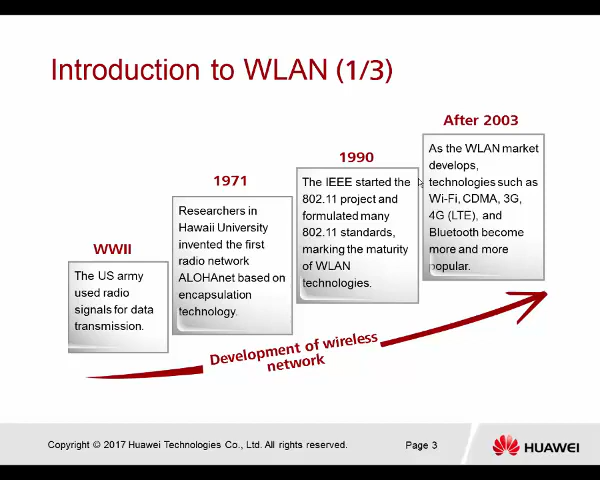 Introduction to WLAN (1/3)
WWII
The US army
used radio
signals for data
transmission.
1971
Researchers in
Hawaii University
invented the first
radio network
ALOHAnet based on
encapsulation
technology.
1990
The IEEE started the
802.11 project and
formulated many
802.11 standards,
marking the maturity
of WLAN
technologies.
After 2003
As the WLAN market
develops,
technologies such as
Wi-Fi, CDMA, 3G,
4G (LTE), and
Bluetooth become
more and more
popular.
Development of wireless
network
Copyright © 2017 Huawei Technologies Co., Ltd. All rights reserved.
Page 3
HUAWEI